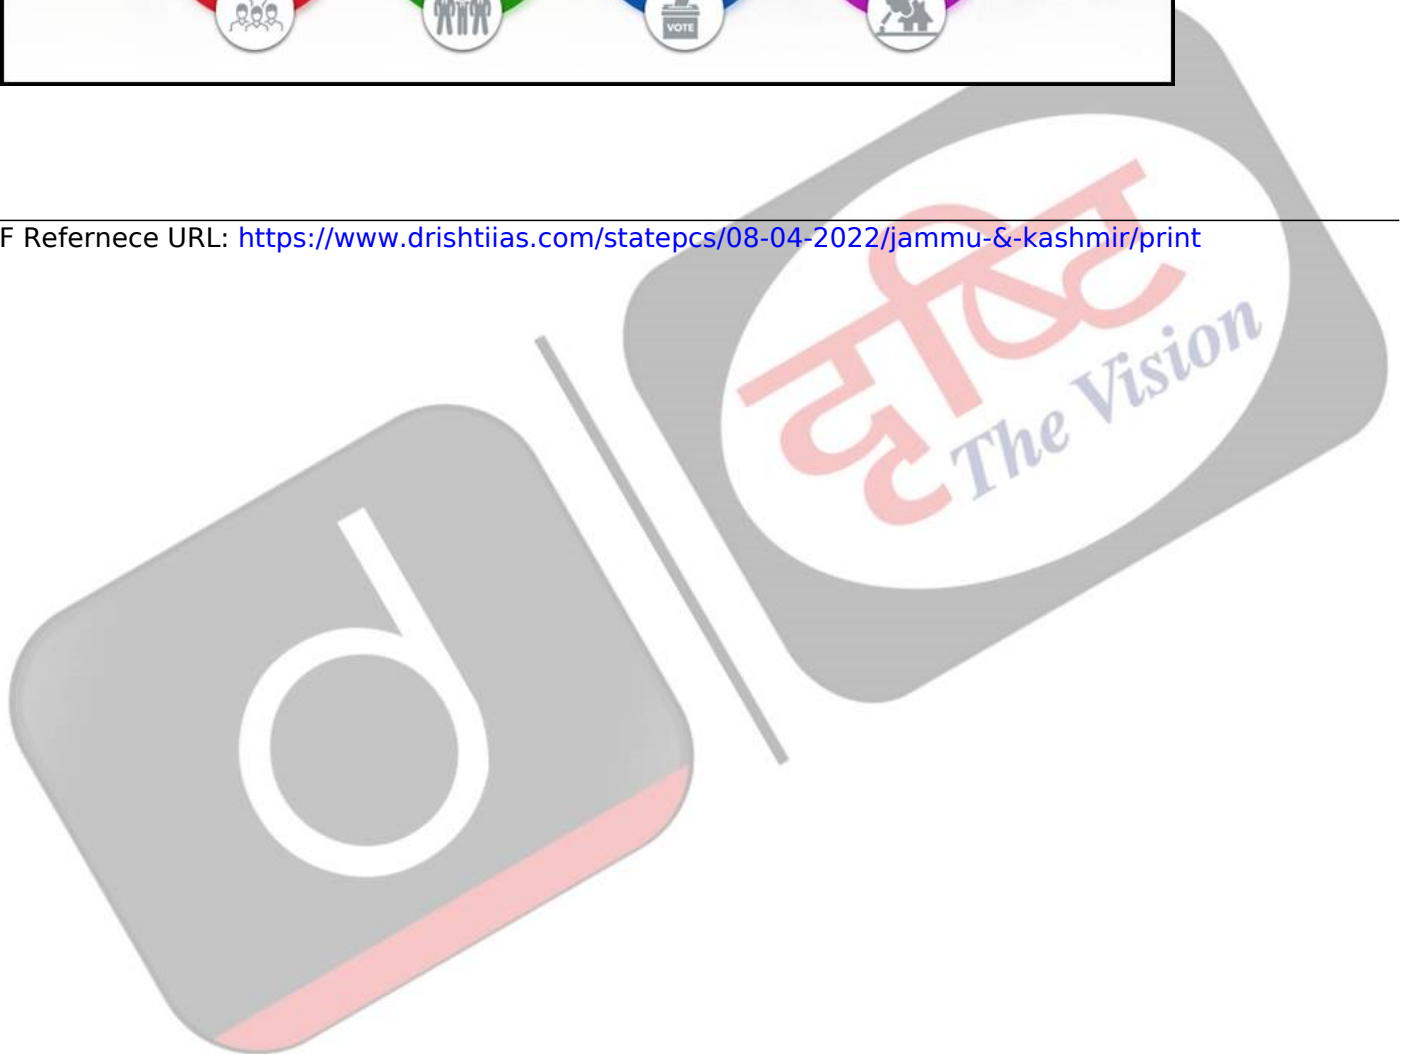 VOTE
F Refernece URL: https://www.drishtiias.com/statepcs/08-04-2022/jammu-&-kashmir/print
दृष्टि
The Vision
d